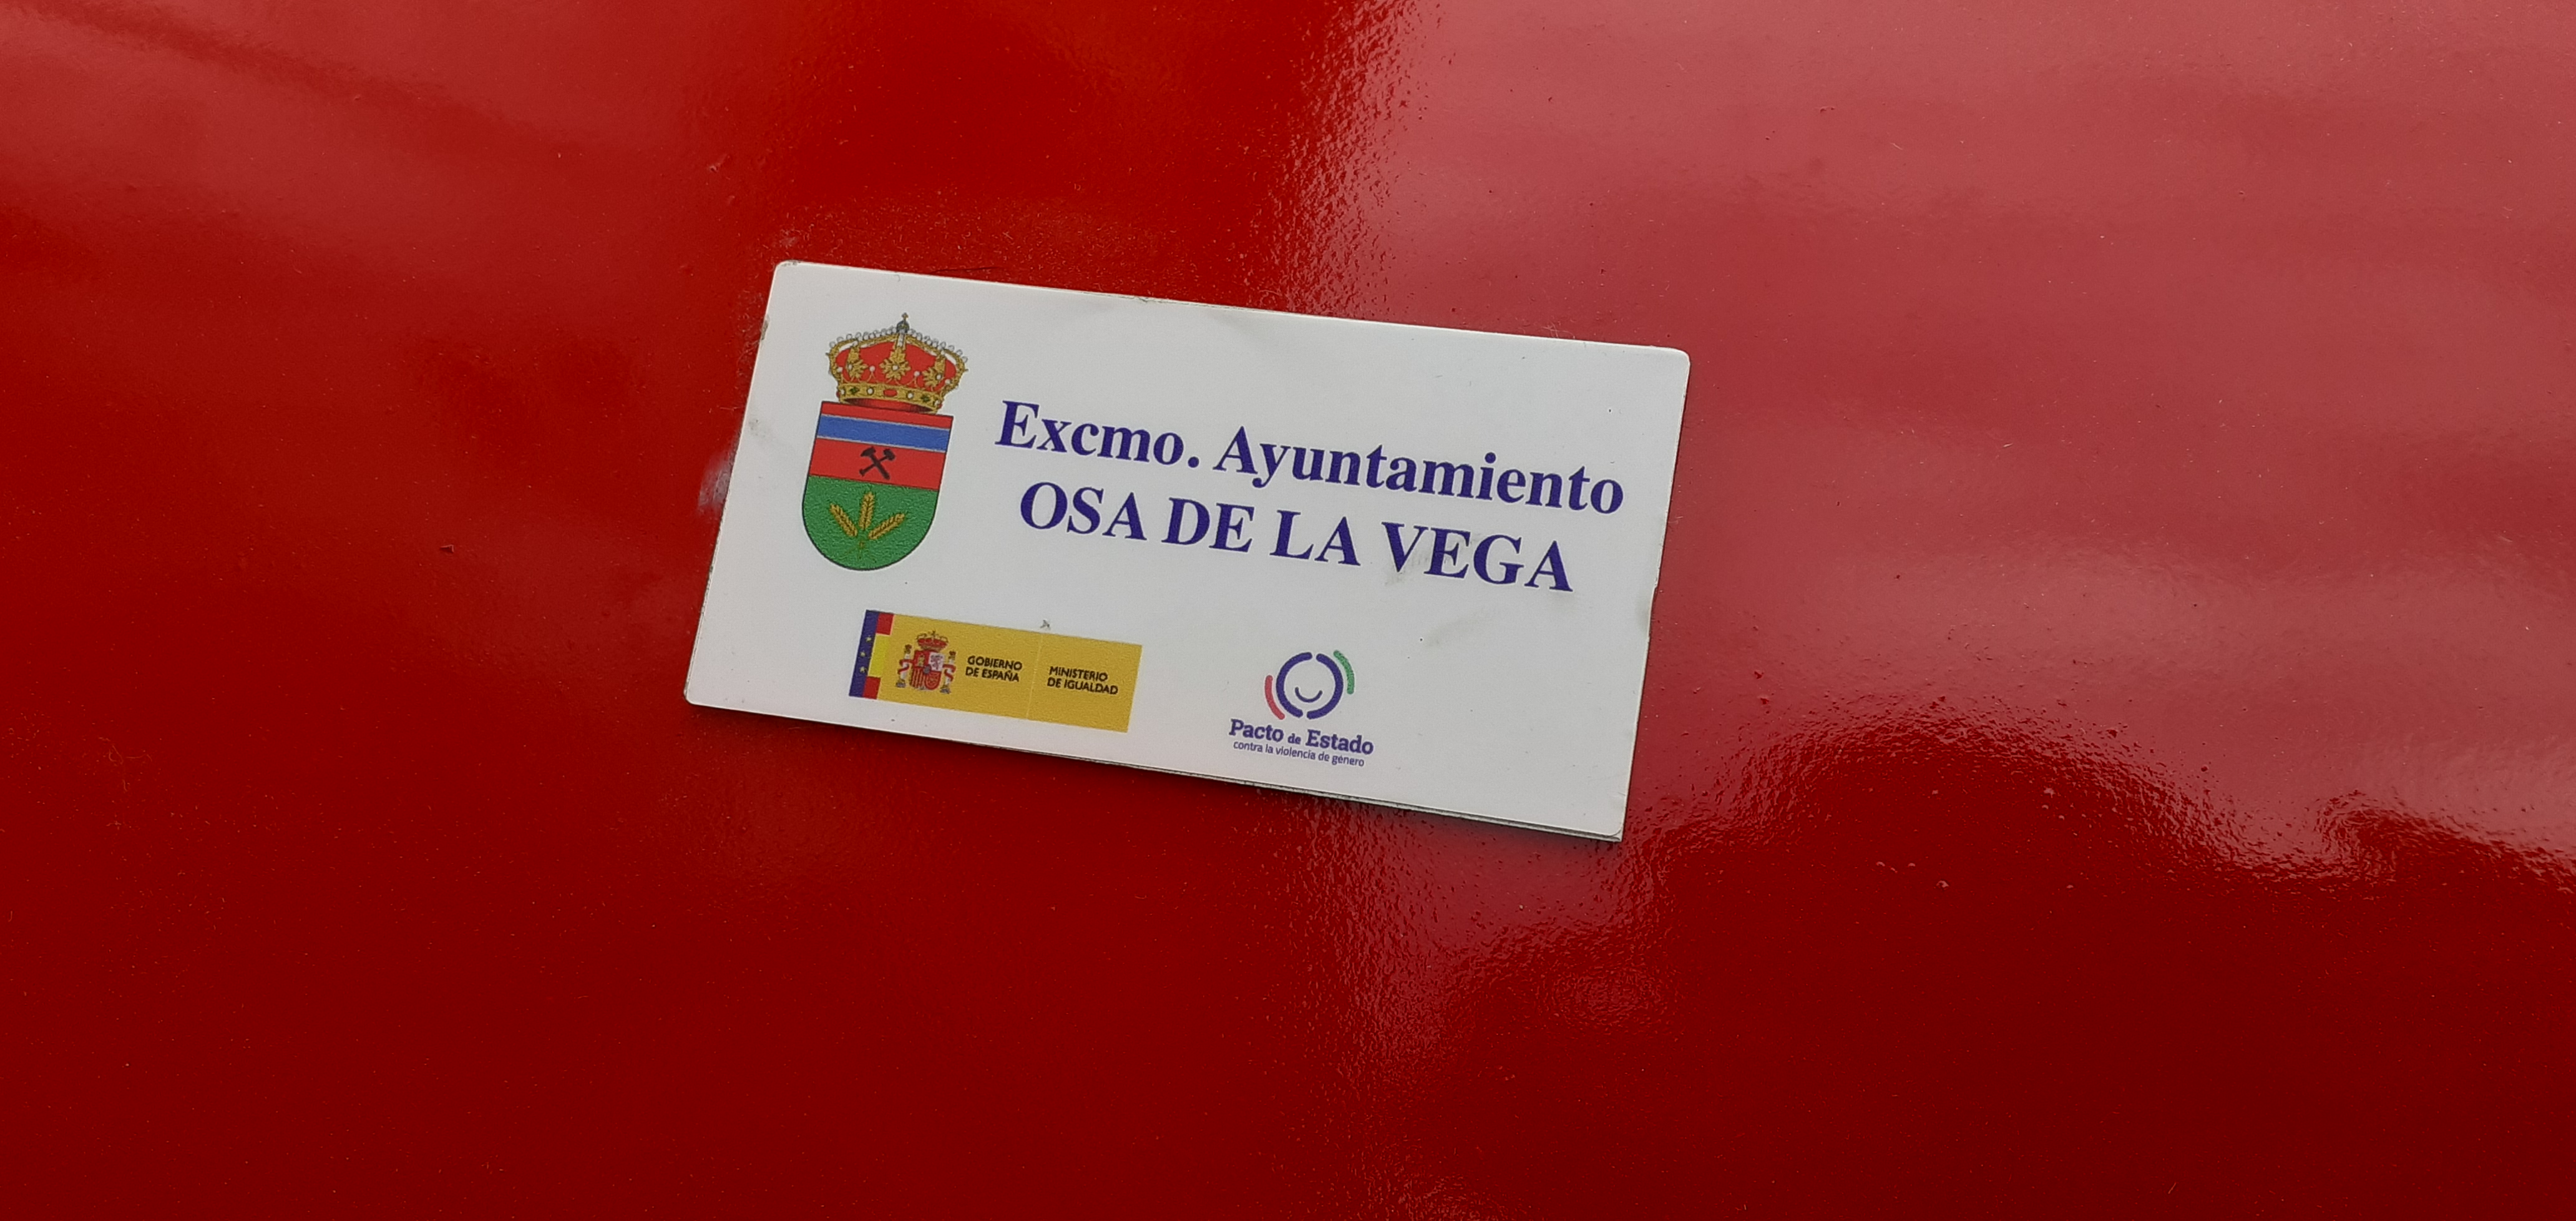 Excmo. Ayuntamiento
OSA DE LA VEGA
GOBIERNO
DE ESPAÑA
MINISTERIO
DE IGUALDAD
Pacto de Estado
contra la violencia de género